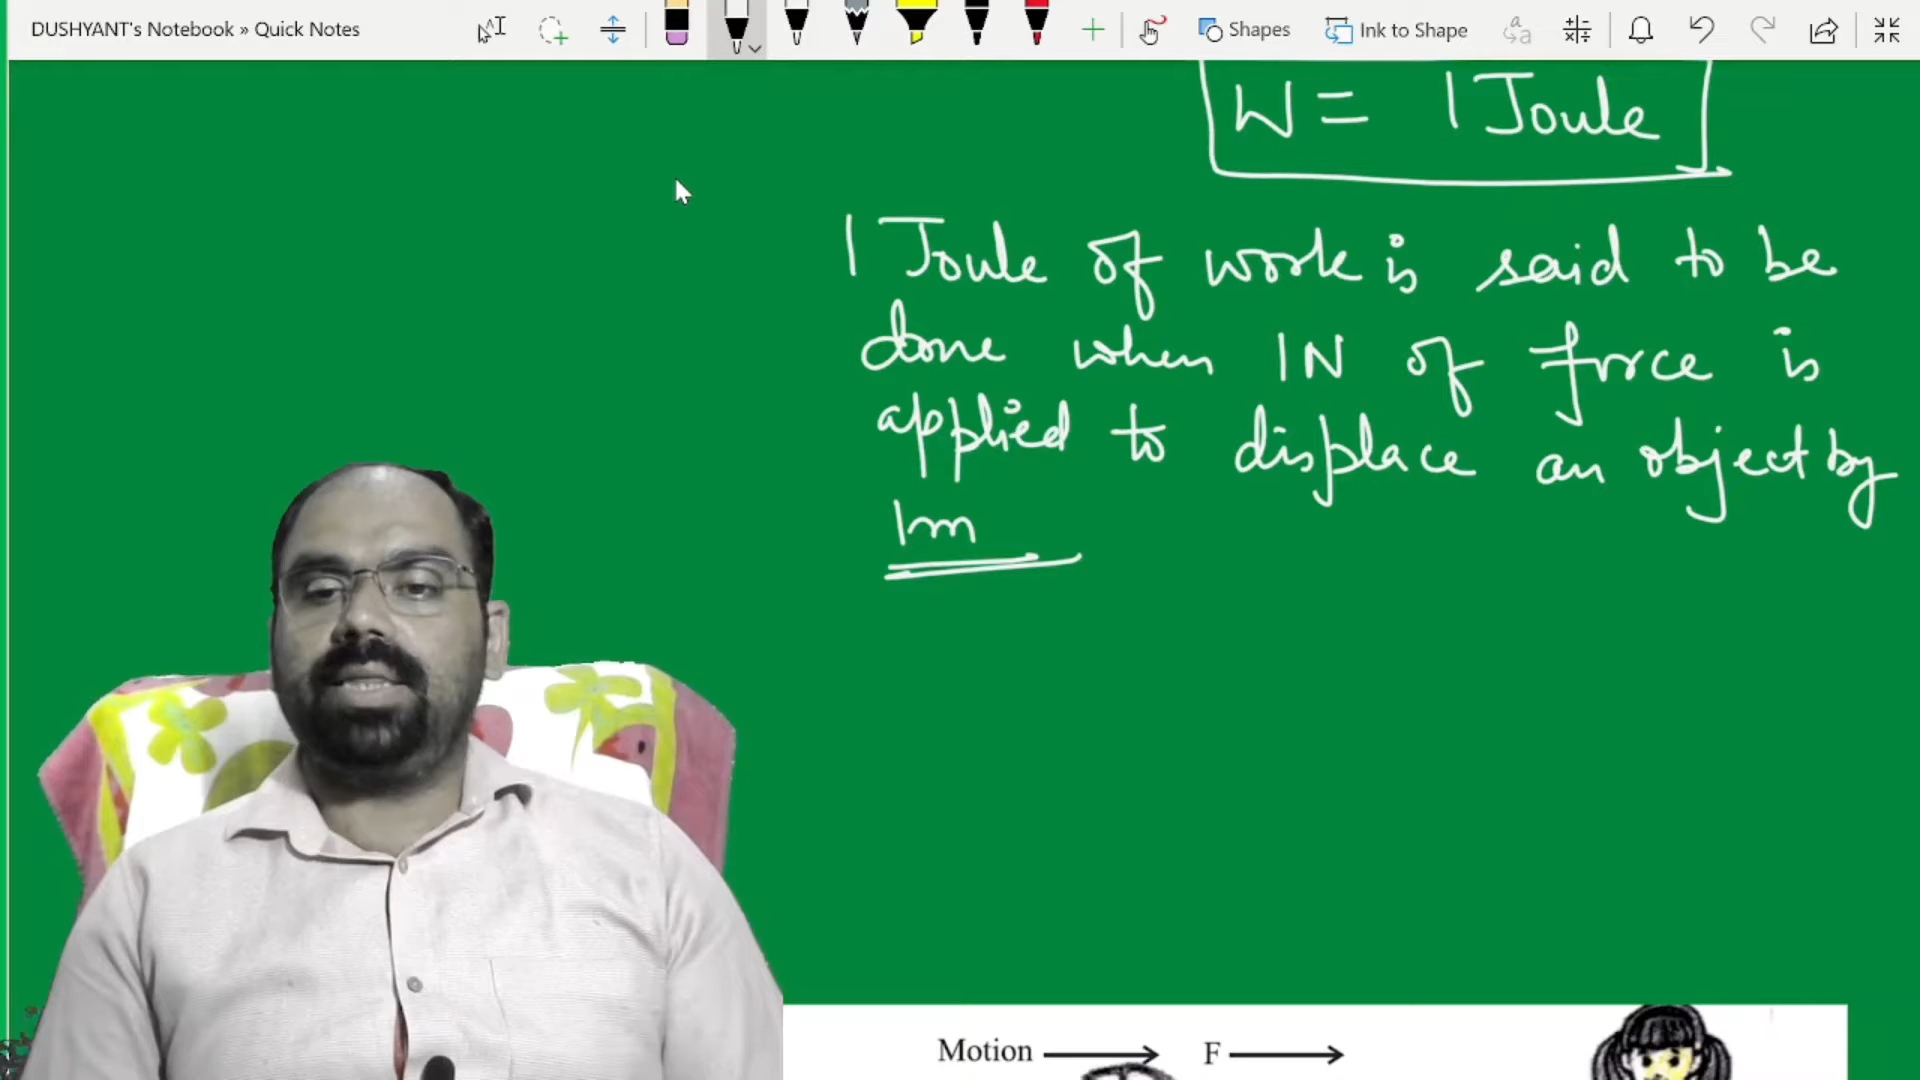 DUSHYANT's Notebook » Quick Notes
Shapes
Ink to Shape
W = 1 Joule
1 Joule of work is said to be
done when 1N of force is
applied to displace an object by
1m
Motion F